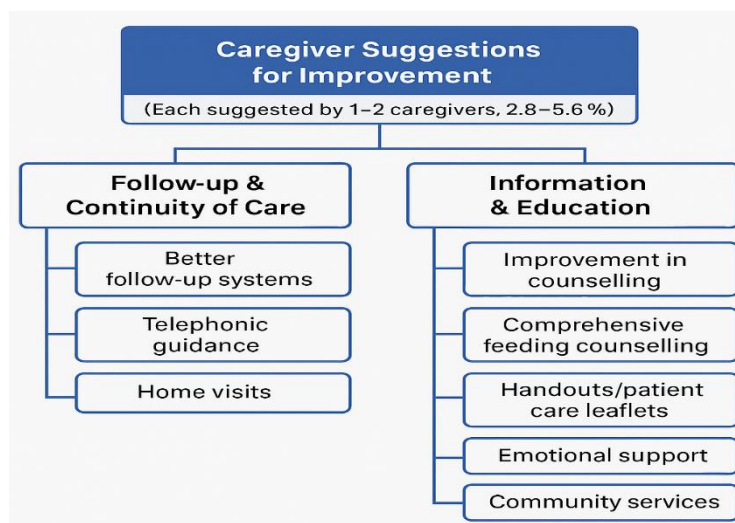 Caregiver Suggestions
for Improvement
(Each suggested by 1–2 caregivers, 2.8–5.6 %)
Follow-up &
Continuity of Care
Better
follow-up systems
Telephonic
guidance
Home visits
Information
& Education
Improvement in
counselling
Comprehensive
feeding counselling
Handouts/patient
care leaflets
Emotional support
Community services